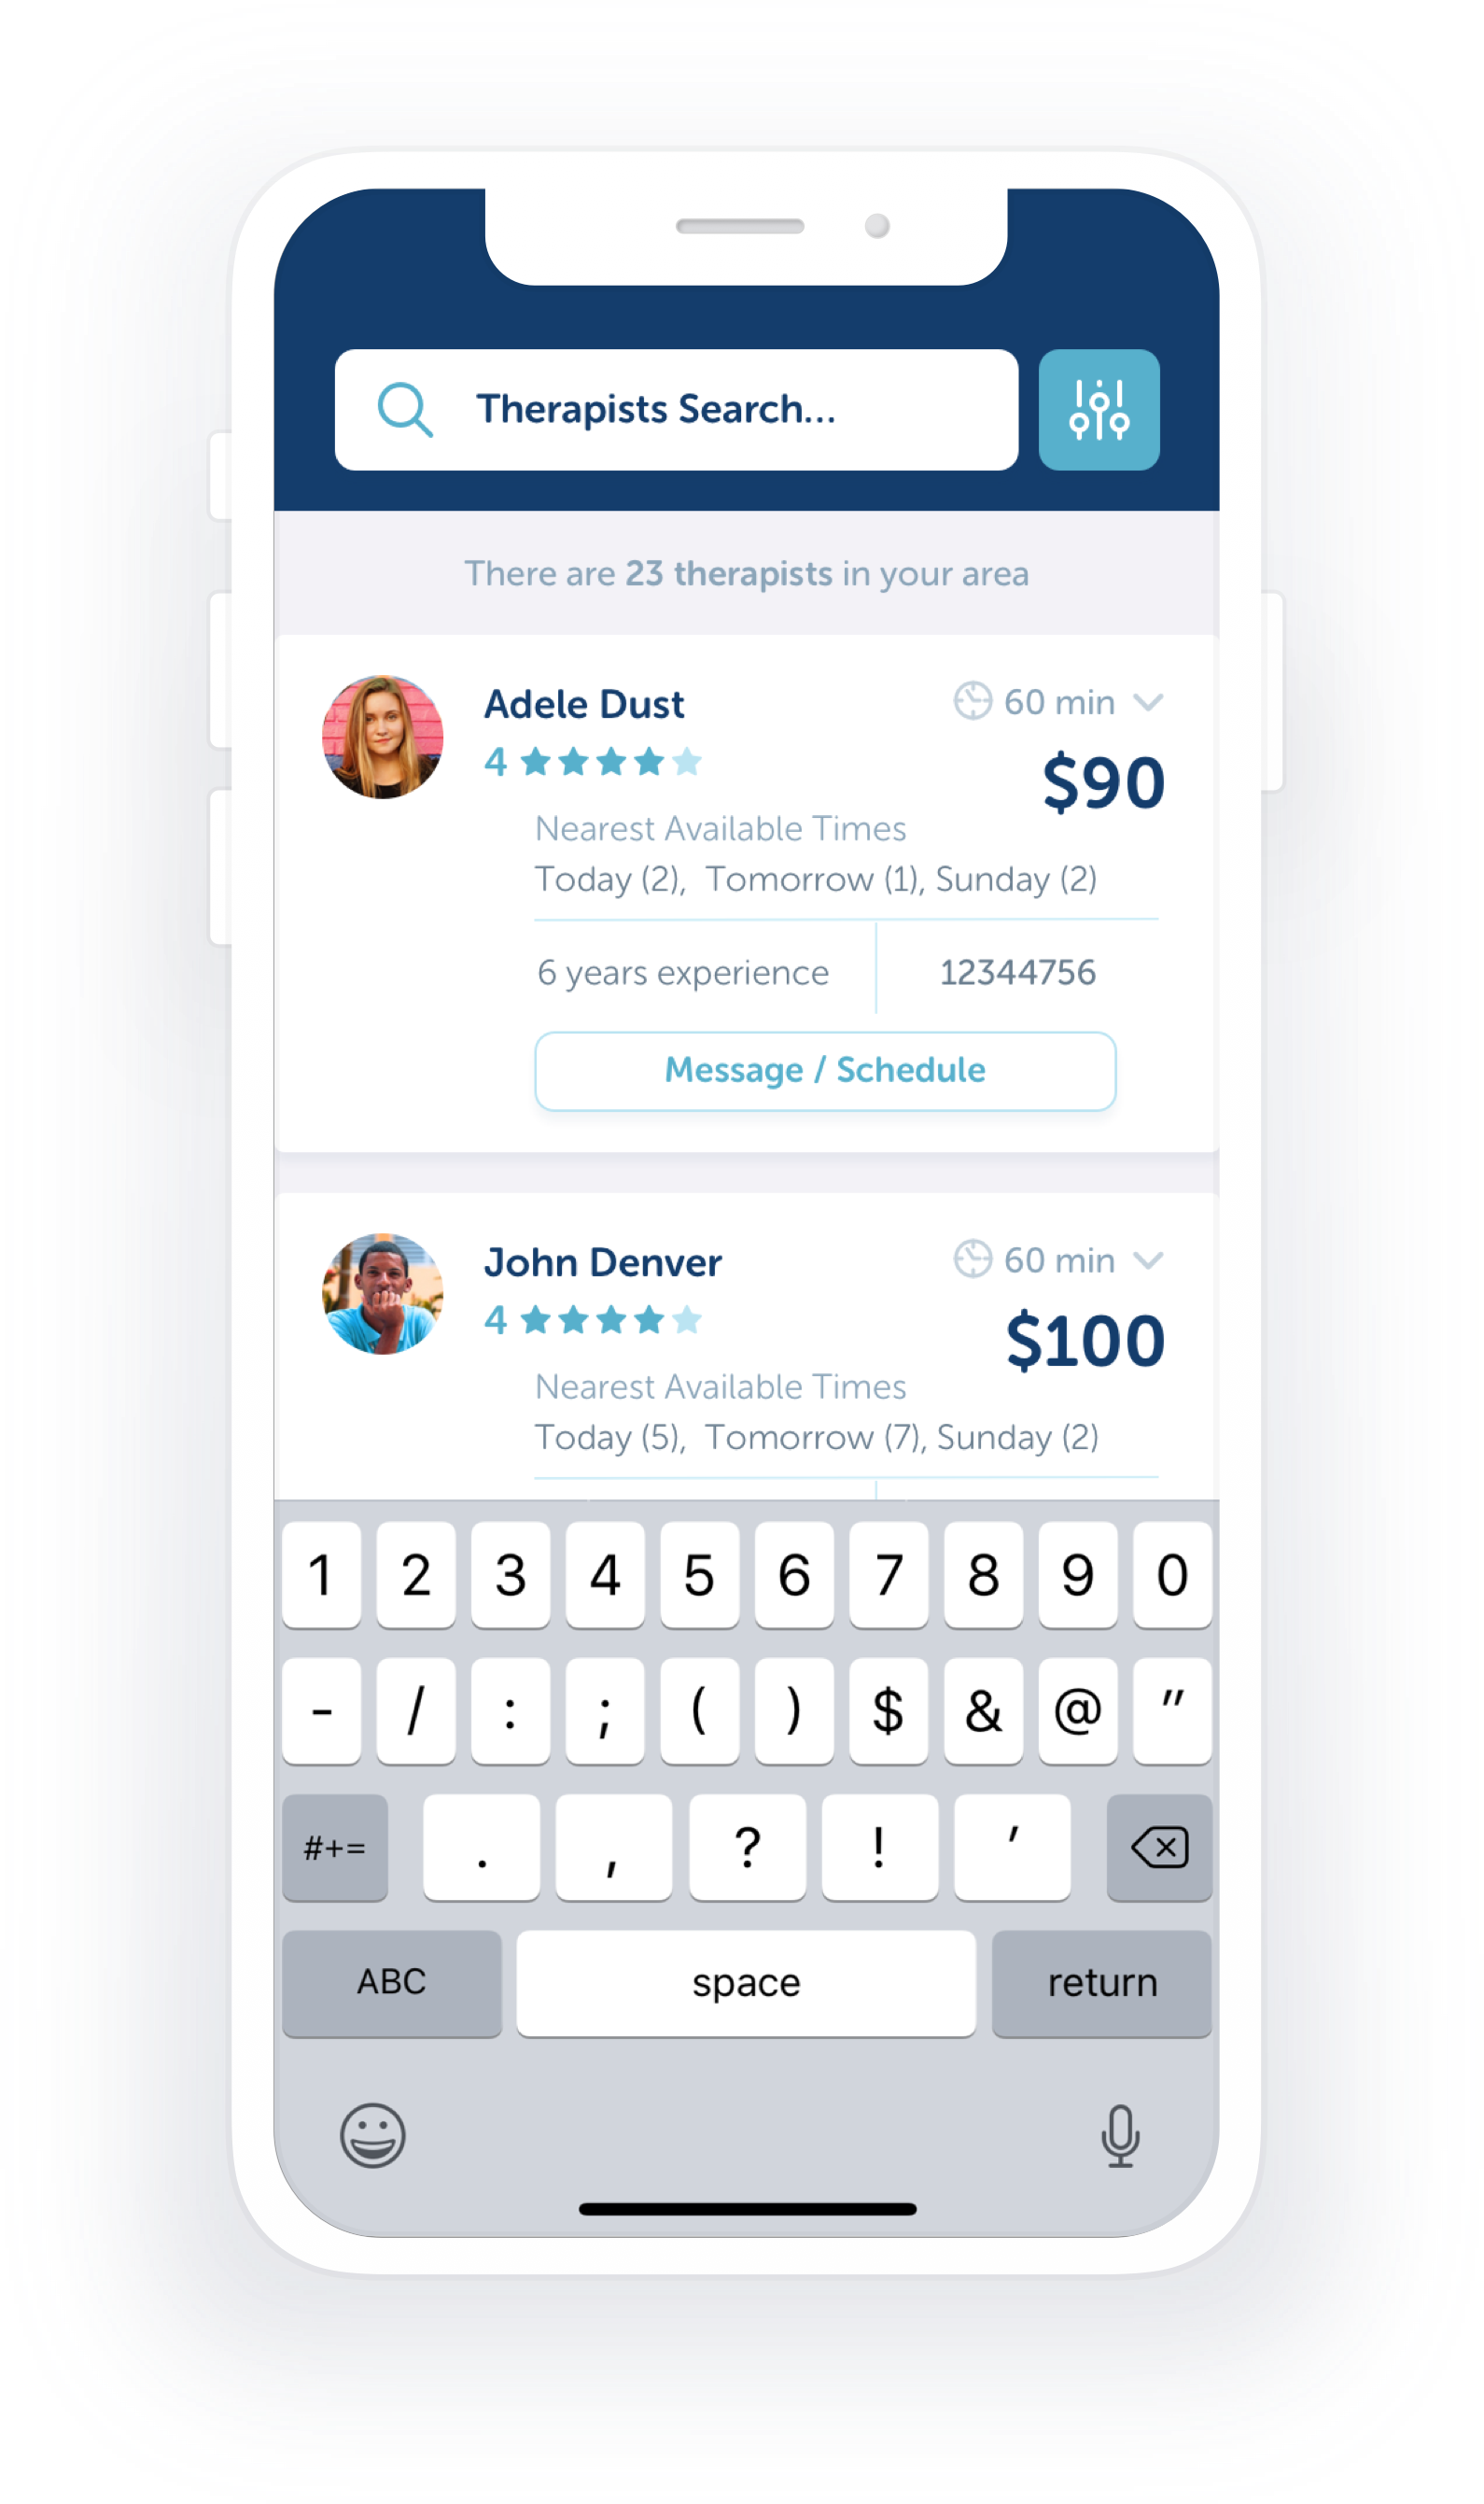 Therapists Search...
There are 23 therapists in your area
Adele Dust
60 min
4
$90
Nearest Available Times
Today (2),  Tomorrow (1), Sunday (2)
6 years experience
12344756
Message / Schedule
John Denver
60 min
4
$100
Nearest Available Times
Today (5),  Tomorrow (7), Sunday (2)
1 2 3 4 5 6 7 8 9 0
- / : ; ( ) $ & @ "
#+= . , ? ! '
ABC space return